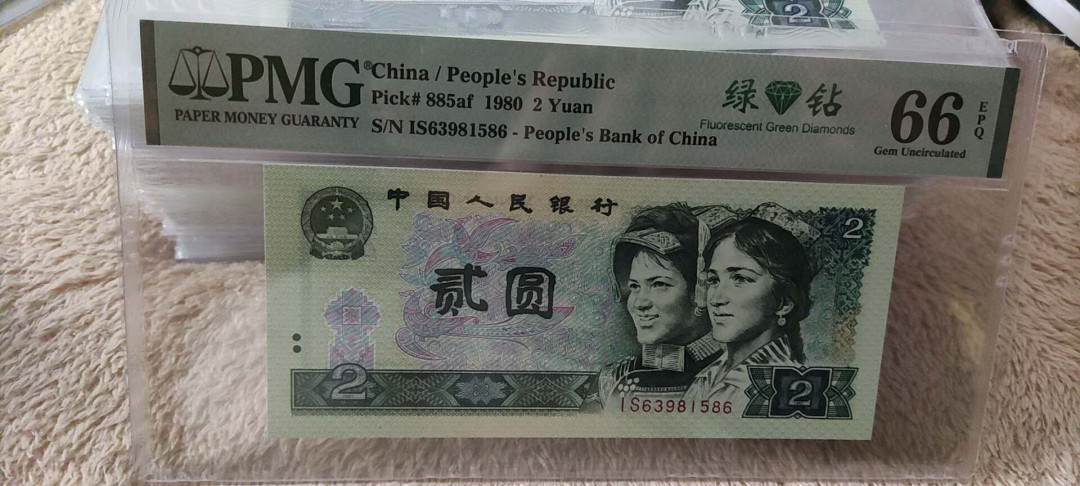 2
PMG®
PAPER MONEY GUARANTY
China / People's Republic
Pick# 885af 1980 2 Yuan
S/N IS63981586 - People's Bank of China
绿 钻
Fluorescent Green Diamonds
66
EPQ
Gem Uncirculated
中国人民银行
2
贰圆
2
IS63981586
2